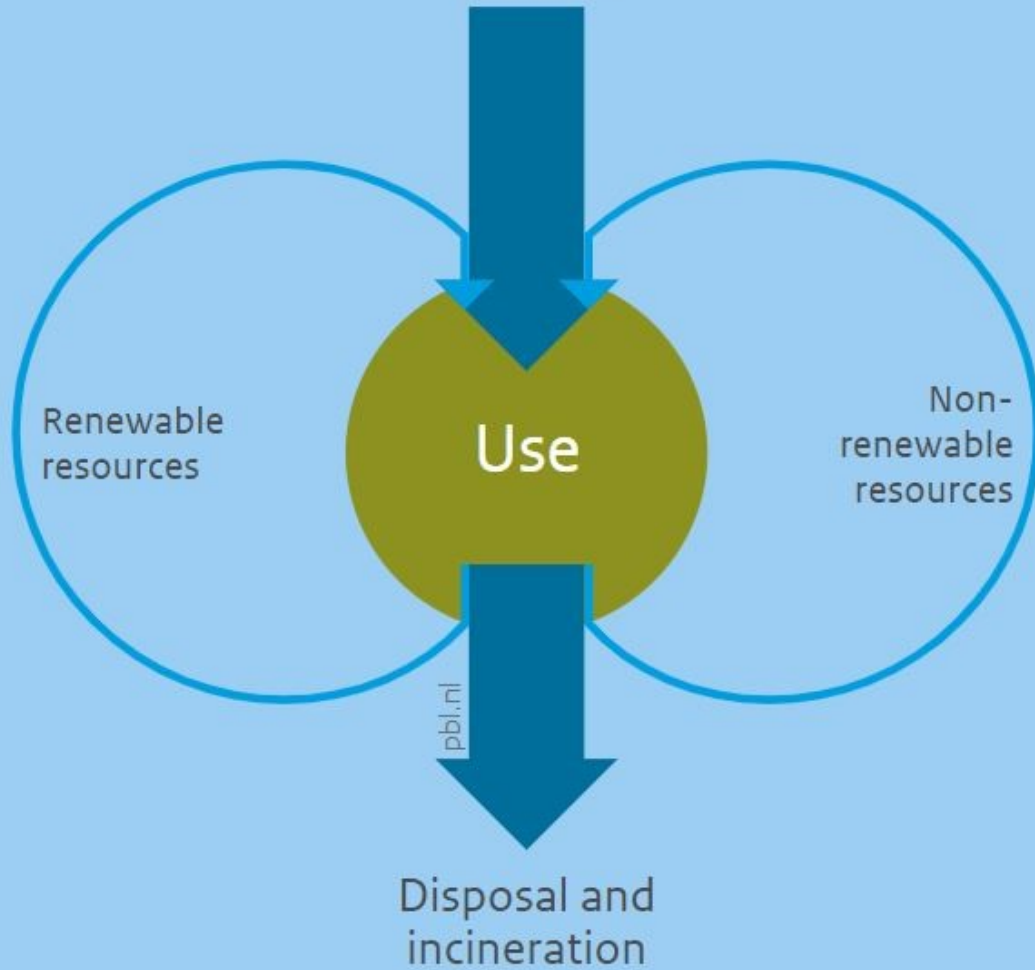 Renewable
resources
Use
Non-
renewable
resources
pbl.nl
Disposal and
incineration